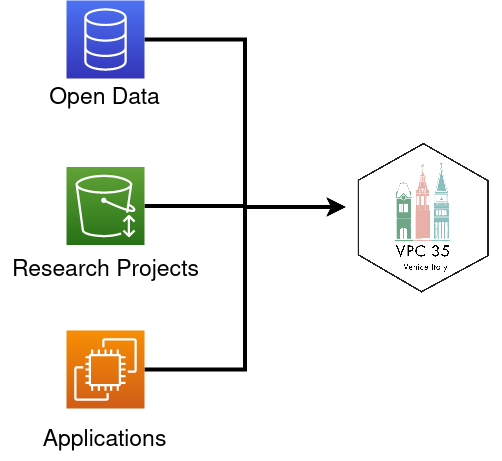 Open Data
Research Projects
Applications
VPC 35
Venice Italy